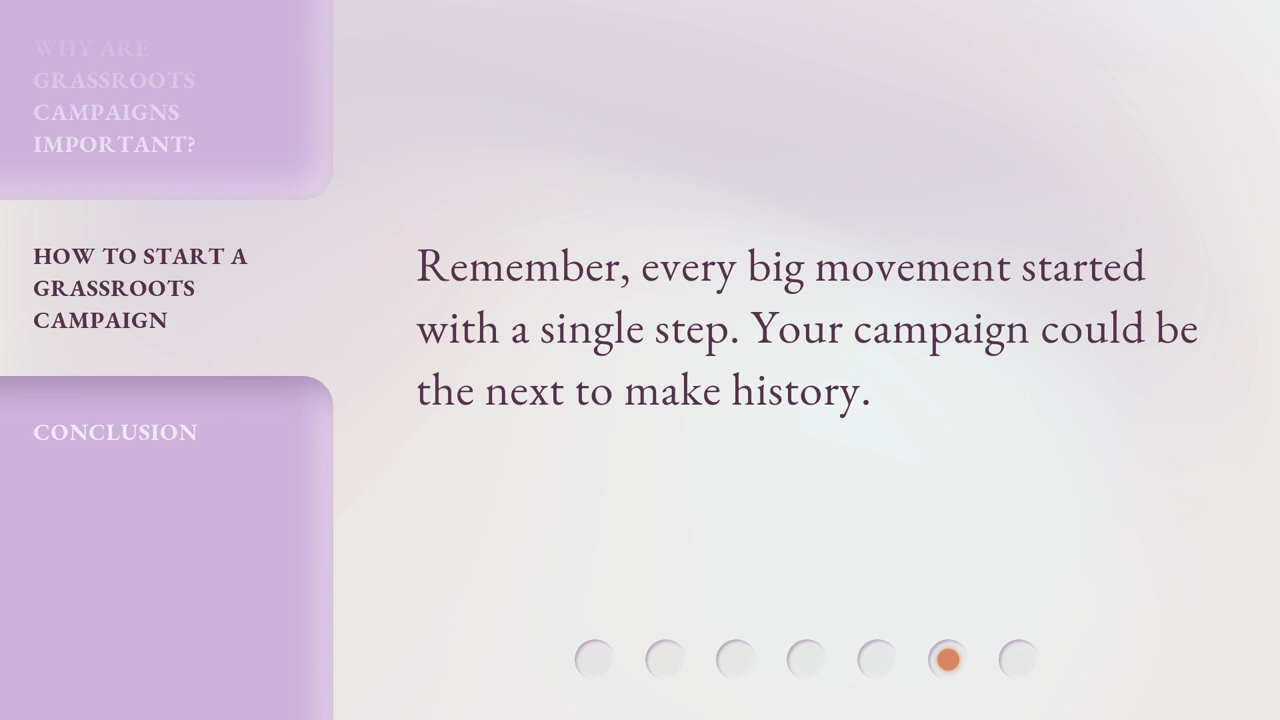 WHY ARE
GRASSROOTS
CAMPAIGNS
IMPORTANT?
HOW TO START A
GRASSROOTS
CAMPAIGN
CONCLUSION
Remember, every big movement started
with a single step. Your campaign could be
the next to make history.